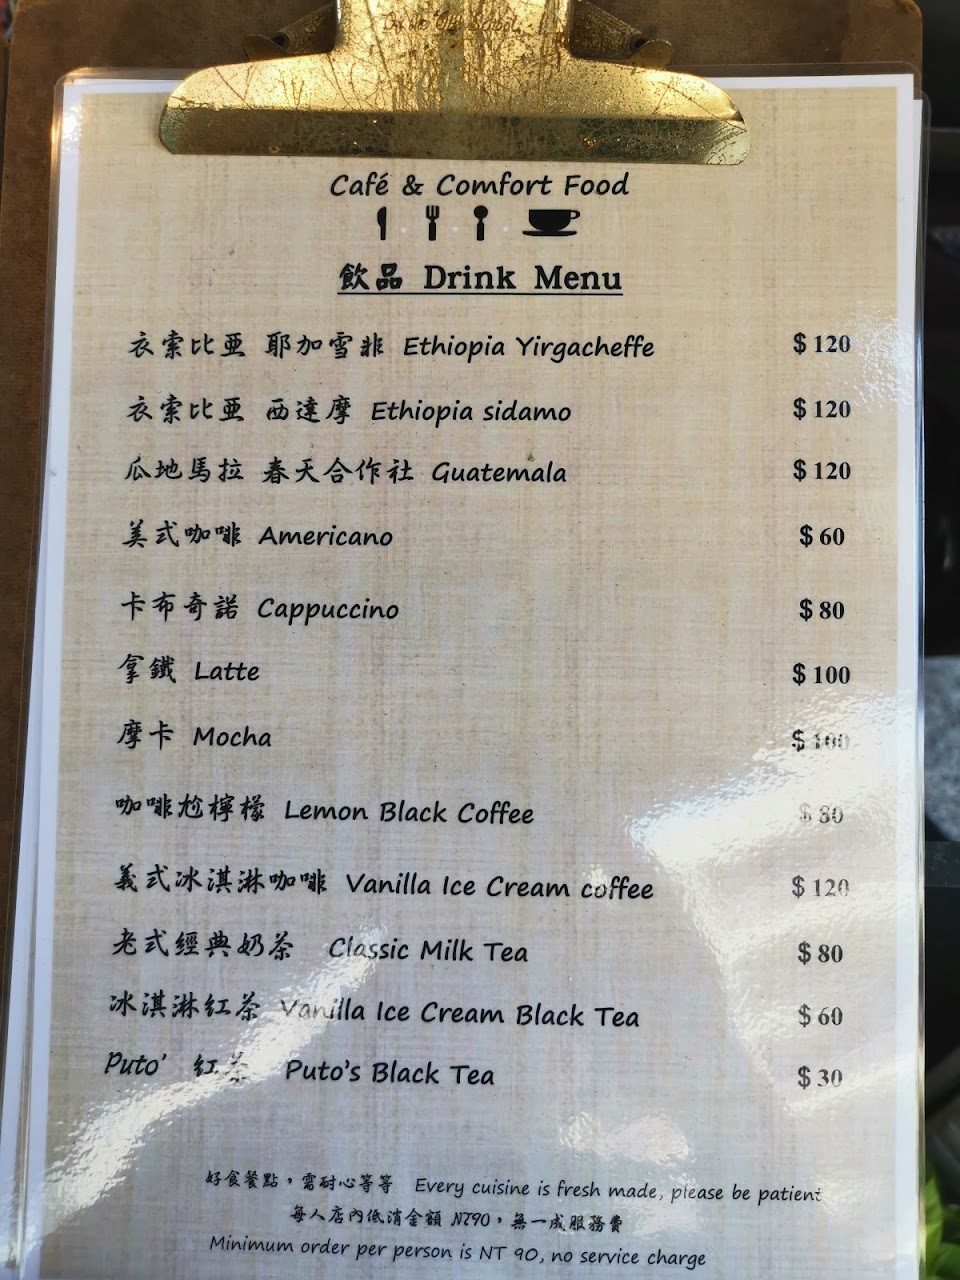 Café & Comfort Food
飲品 Drink Menu
衣索比亞 耶加雪非 Ethiopia Yirgacheffe $120
衣索比亞 西達摩 Ethiopia sidamo $120
瓜地馬拉 春天合作社 Guatemala $120
美式咖啡 Americano $60
卡布奇諾 Cappuccino $80
拿鐵 Latte $100
摩卡 Mocha $100
咖啡尬檸檬 Lemon Black Coffee $80
義式冰淇淋咖啡 Vanilla Ice Cream coffee $120
老式經典奶茶 Classic Milk Tea $80
冰淇淋紅茶 Vanilla Ice Cream Black Tea $60
Puto' 紅茶 Puto's Black Tea $30
好食餐點，需耐心等等 Every cuisine is fresh made, please be patient
每人店內低消金額 NT90，無一成服務費
Minimum order per person is NT 90, no service charge